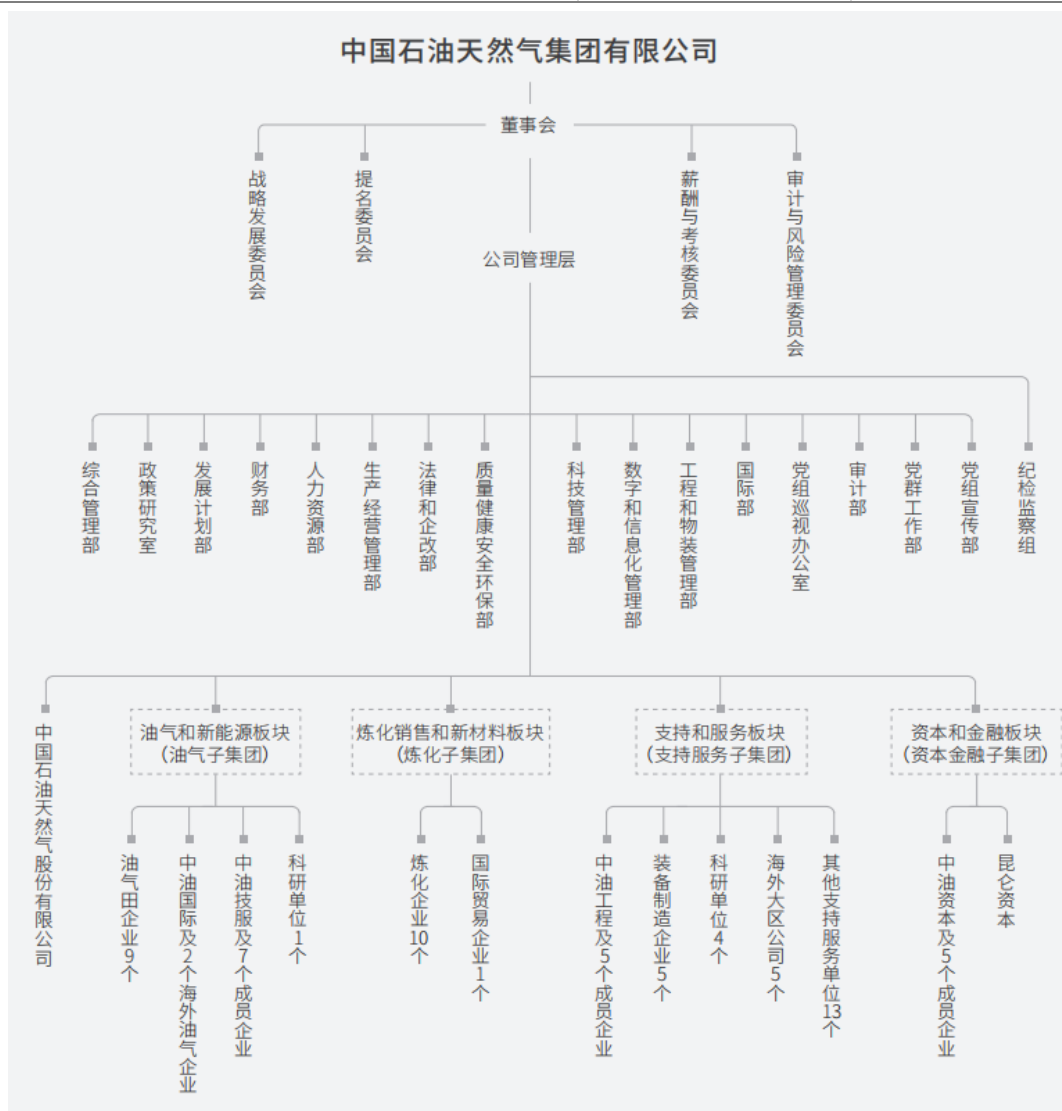 中国石油天然气集团有限公司
董事会
战略发展委员会
提名委员会
薪酬与考核委员会
审计与风险管理委员会
公司管理层
综合管理部
政策研究室
发展计划部
财务部
人力资源部
生产经营管理部
法律和企改部
质量健康安全环保部
科技管理部
数字和信息化管理部
工程和物装管理部
国际部
党组巡视办公室
审计部
党群工作部
党组宣传部
纪检监察组
中国石油天然气股份有限公司
油气和新能源板块
（油气子集团）
炼化销售和新材料板块
（炼化子集团）
支持和服务板块
（支持服务子集团）
资本和金融板块
（资本金融子集团）
油气田企业9个
中油国际及2个海外油气企业
中油技服及7个成员企业
科研单位1个
炼化企业10个
国际贸易企业1个
中油工程及5个成员企业
装备制造企业5个
科研单位4个
海外大区公司5个
其他支持服务单位13个
中油资本及5个成员企业
昆仑资本